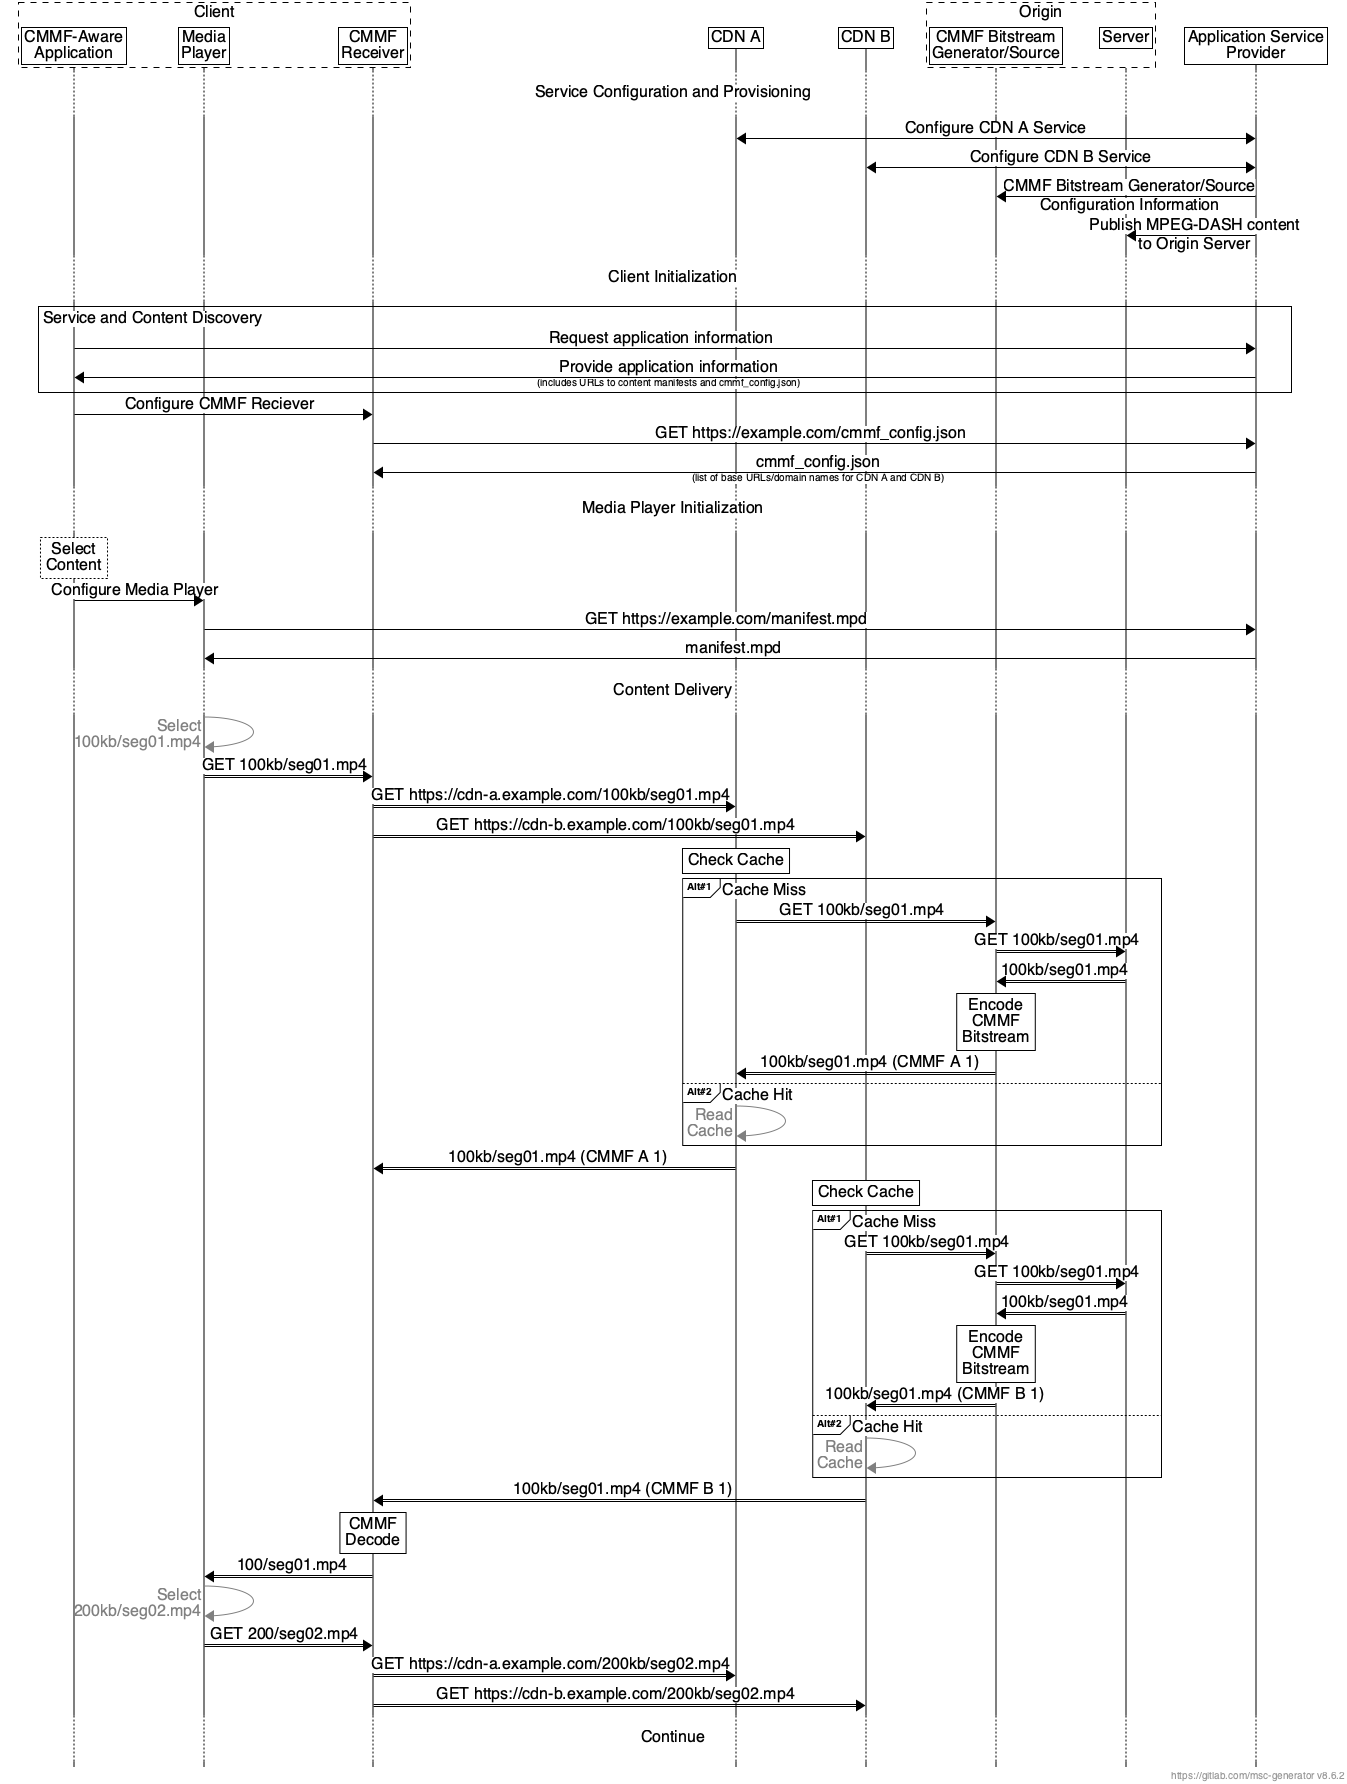 Client
Origin
CMMF-Aware
Application
Media
Player
CMMF
Receiver
CDN A
CDN B
CMMF Bitstream
Generator/Source
Server
Application Service
Provider
Service Configuration and Provisioning
Configure CDN A Service
Configure CDN B Service
CMMF Bitstream Generator/Source
Configuration Information
Publish MPEG-DASH content
to Origin Server
Client Initialization
Service and Content Discovery
Request application information
Provide application information
(includes URLs to content manifests and cmmf_config.json)
Configure CMMF Reciever
GET https://example.com/cmmf_config.json
cmmf_config.json
(list of base URLs/domain names for CDN A and CDN B)
Media Player Initialization
Select
Content
Configure Media Player
GET https://example.com/manifest.mpd
manifest.mpd
Content Delivery
Select
100kb/seg01.mp4
GET 100kb/seg01.mp4
GET https://cdn-a.example.com/100kb/seg01.mp4
GET https://cdn-b.example.com/100kb/seg01.mp4
Check Cache
Alt#1 Cache Miss
GET 100kb/seg01.mp4
GET 100kb/seg01.mp4
100kb/seg01.mp4
Encode
CMMF
Bitstream
100kb/seg01.mp4 (CMMF A 1)
Alt#2 Cache Hit
Read
Cache
100kb/seg01.mp4 (CMMF A 1)
Check Cache
Alt#1 Cache Miss
GET 100kb/seg01.mp4
GET 100kb/seg01.mp4
100kb/seg01.mp4
Encode
CMMF
Bitstream
100kb/seg01.mp4 (CMMF B 1)
Alt#2 Cache Hit
Read
Cache
100kb/seg01.mp4 (CMMF B 1)
CMMF
Decode
100/seg01.mp4
Select
200kb/seg02.mp4
GET 200/seg02.mp4
GET https://cdn-a.example.com/200kb/seg02.mp4
GET https://cdn-b.example.com/200kb/seg02.mp4
Continue
https://gitlab.com/msc-generator v8.6.2